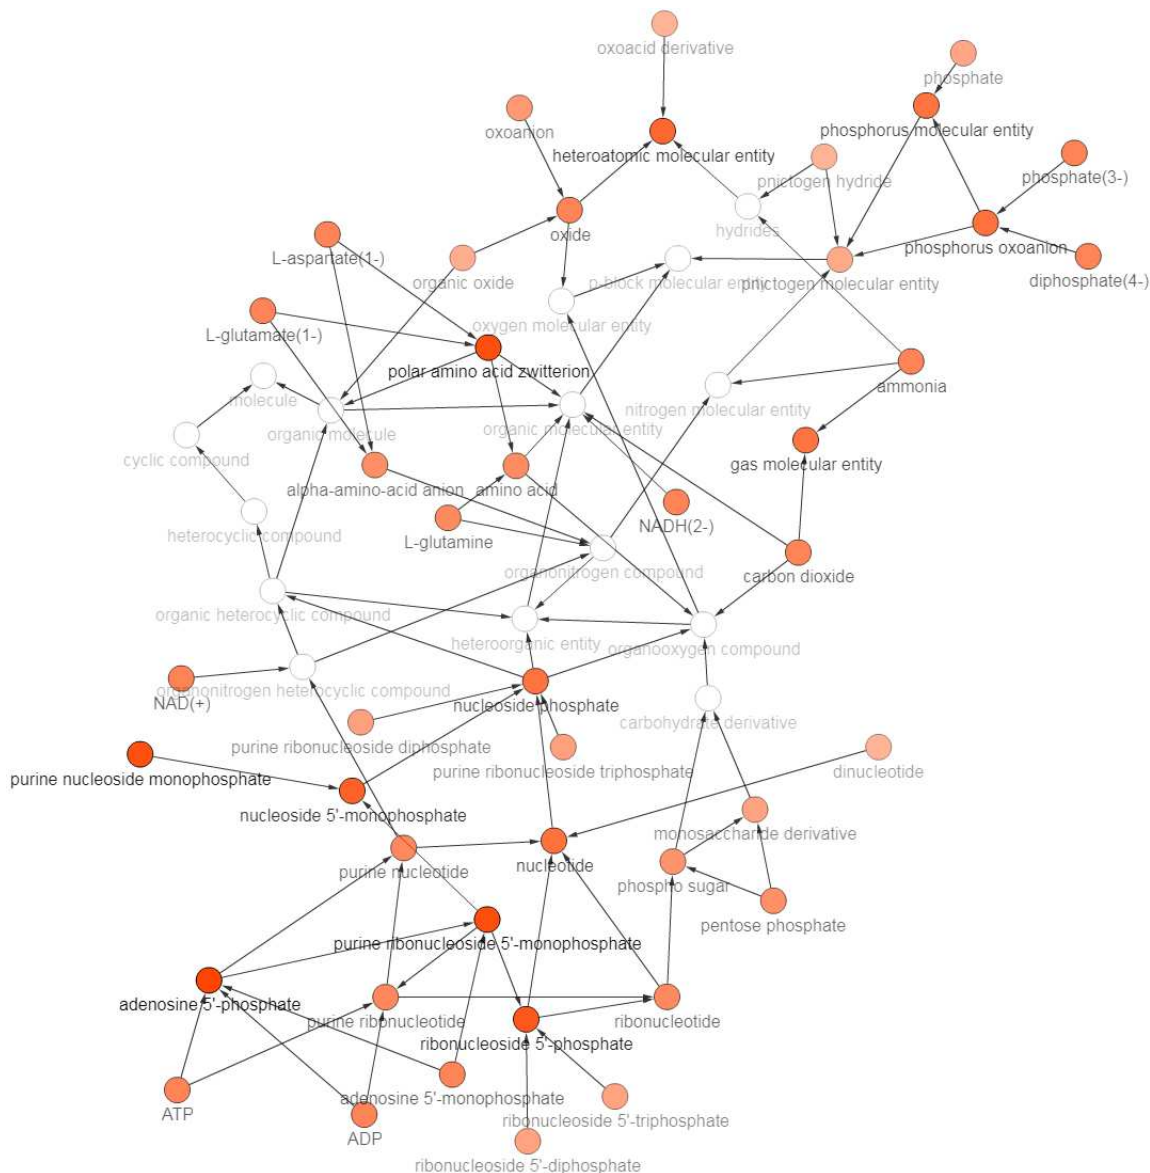 oxoacid derivative
phosphate
oxoanion
phosphorus molecular entity
heteroatomic molecular entity
phosphate(3-)
pnictogen hydride
hydrides
oxide
phosphorus oxoanion
L-aspartate(1-)
organic oxide
p-block molecular entity
pnictogen molecular entity
diphosphate(4-)
oxygen molecular entity
L-glutamate(1-)
polar amino acid zwitterion
ammonia
molecule
nitrogen molecular entity
organic molecule
organic molecular entity
cyclic compound
gas molecular entity
alpha-amino-acid anion
amino acid
NADH(2-)
heterocyclic compound
L-glutamine
organonitrogen compound
carbon dioxide
organic heterocyclic compound
heteroorganic entity
organooxygen compound
organonitrogen heterocyclic compound
NAD(+)
nucleoside phosphate
carbohydrate derivative
purine ribonucleoside diphosphate
purine ribonucleoside triphosphate
dinucleotide
purine nucleoside monophosphate
nucleoside 5'-monophosphate
monosaccharide derivative
purine nucleotide
nucleotide
phospho sugar
pentose phosphate
purine ribonucleoside 5'-monophosphate
adenosine 5'-phosphate
purine ribonucleotide
ribonucleotide
ribonucleoside 5'-phosphate
adenosine 5'-monophosphate
ATP
ribonucleoside 5'-triphosphate
ADP
ribonucleoside 5'-diphosphate